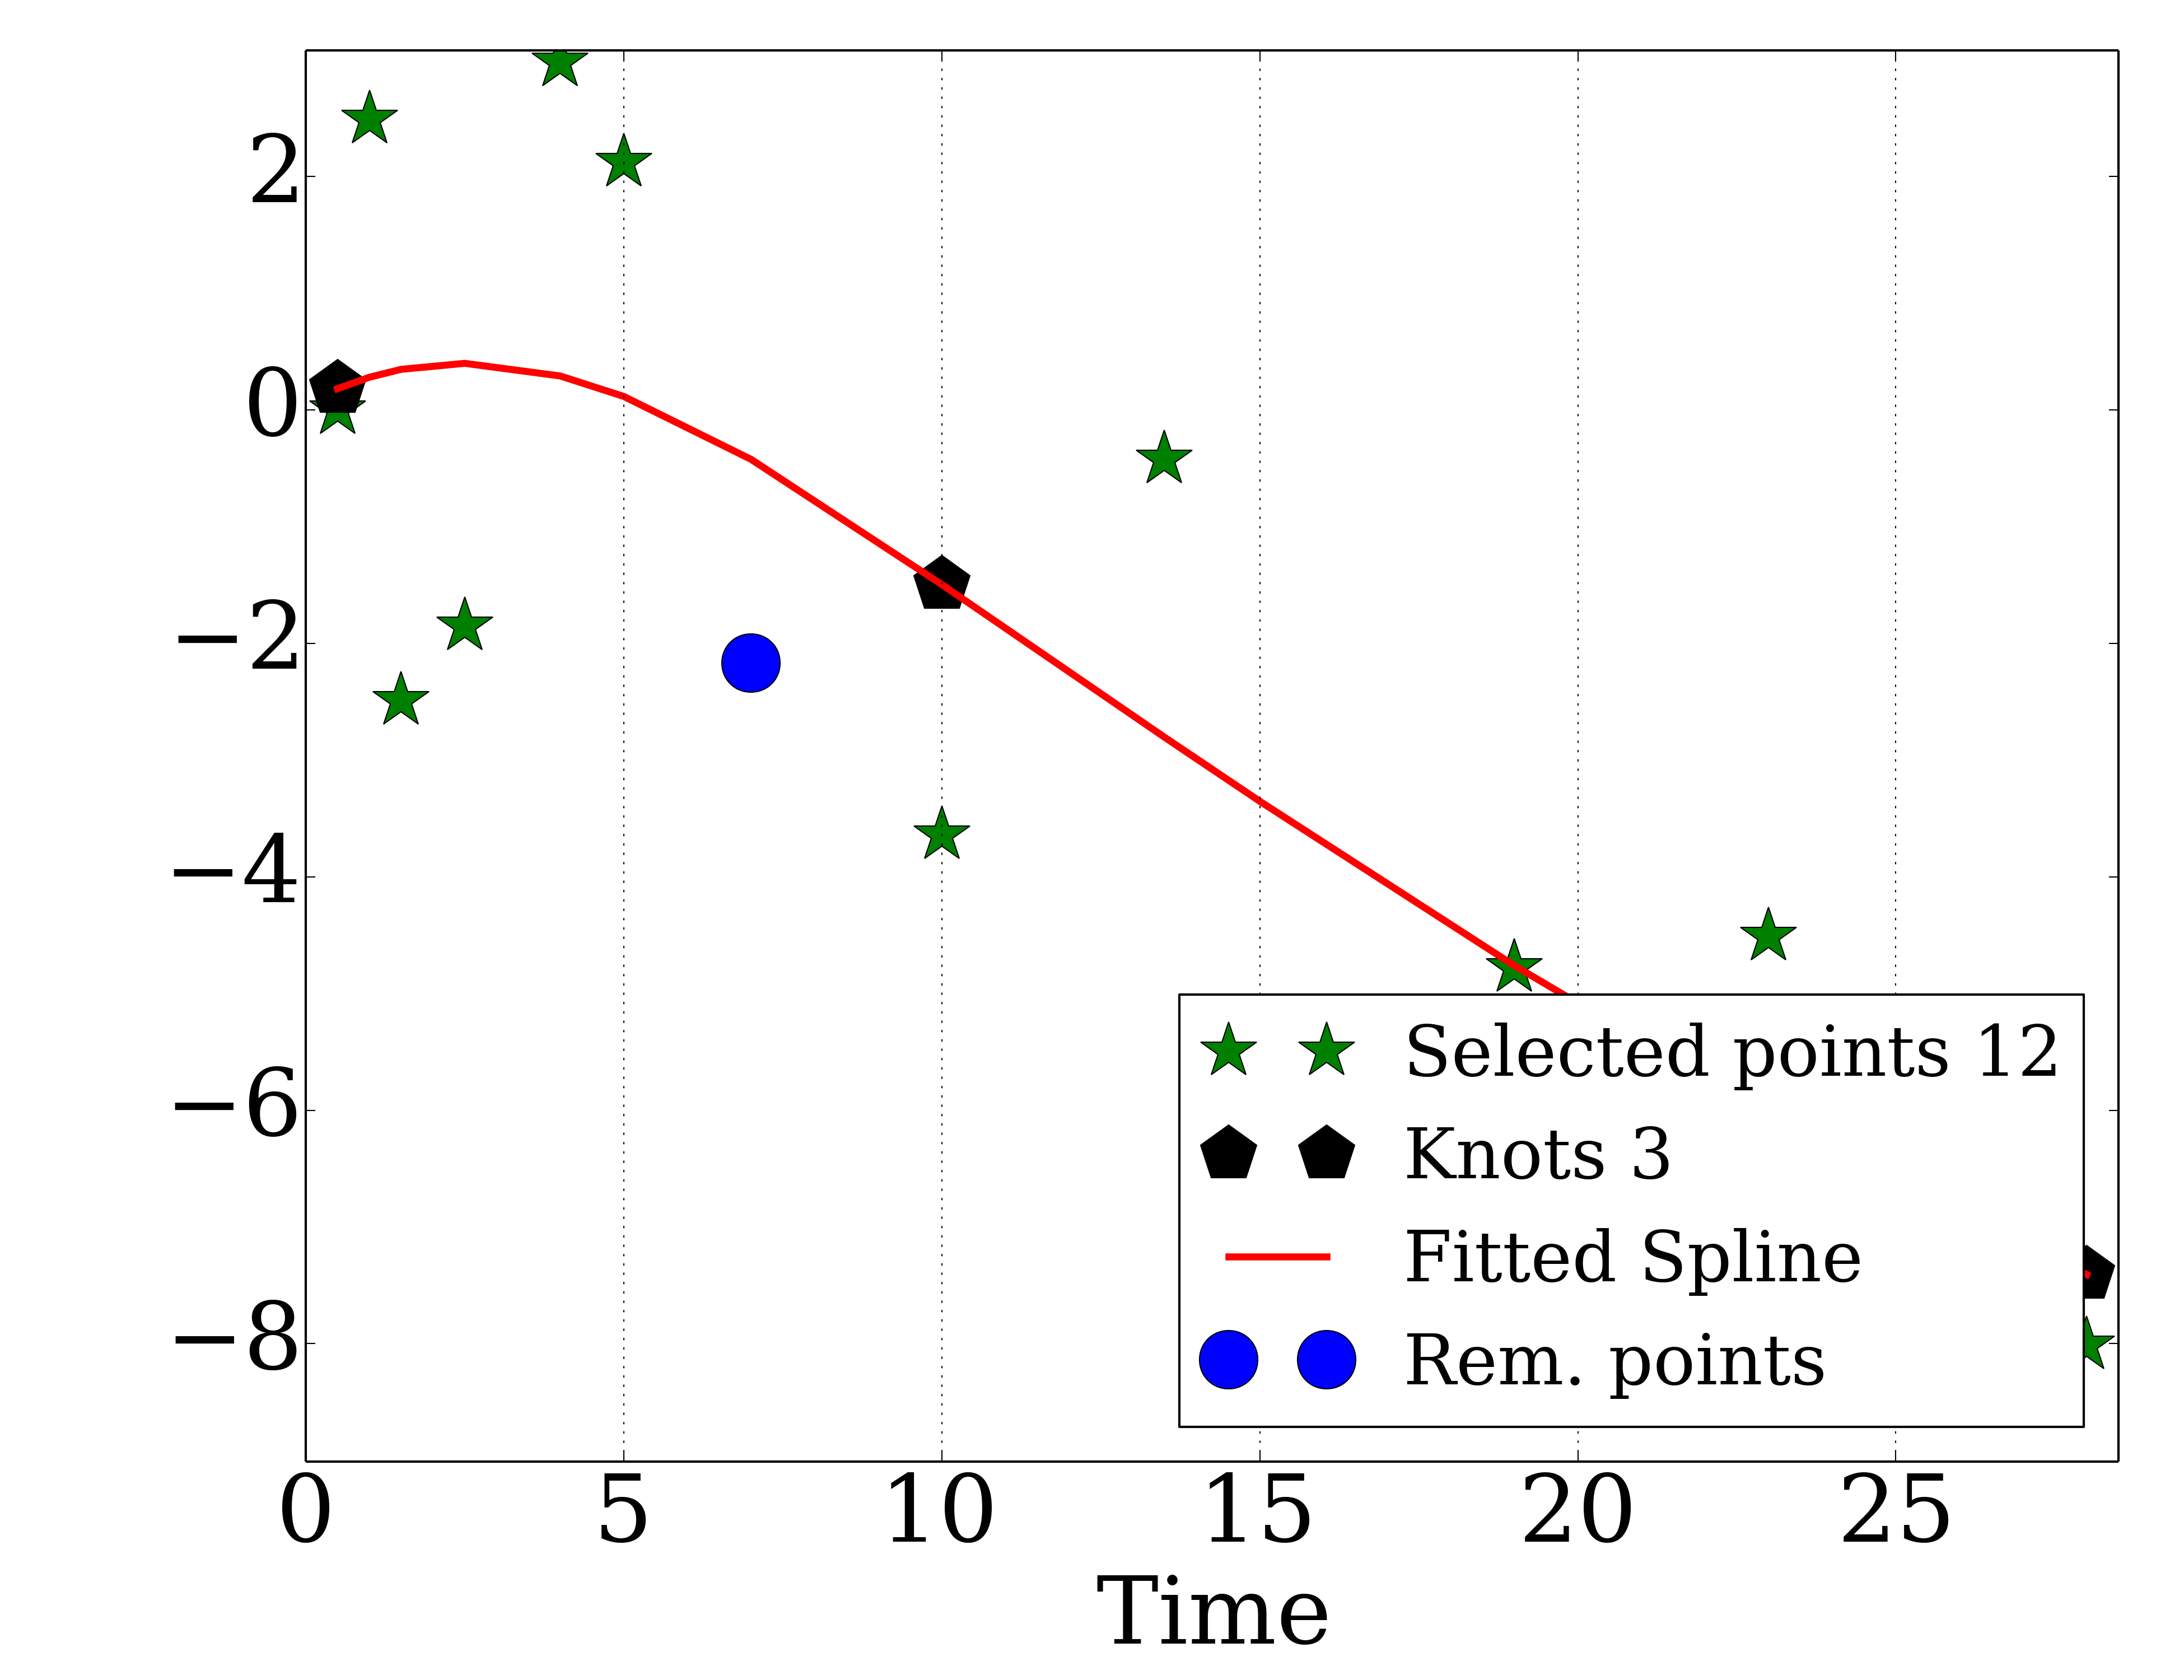 2
0
−2
−4
−6
−8
Selected points 12
Knots 3
Fitted Spline
Rem. points
0 5 10 15 20 25
Time